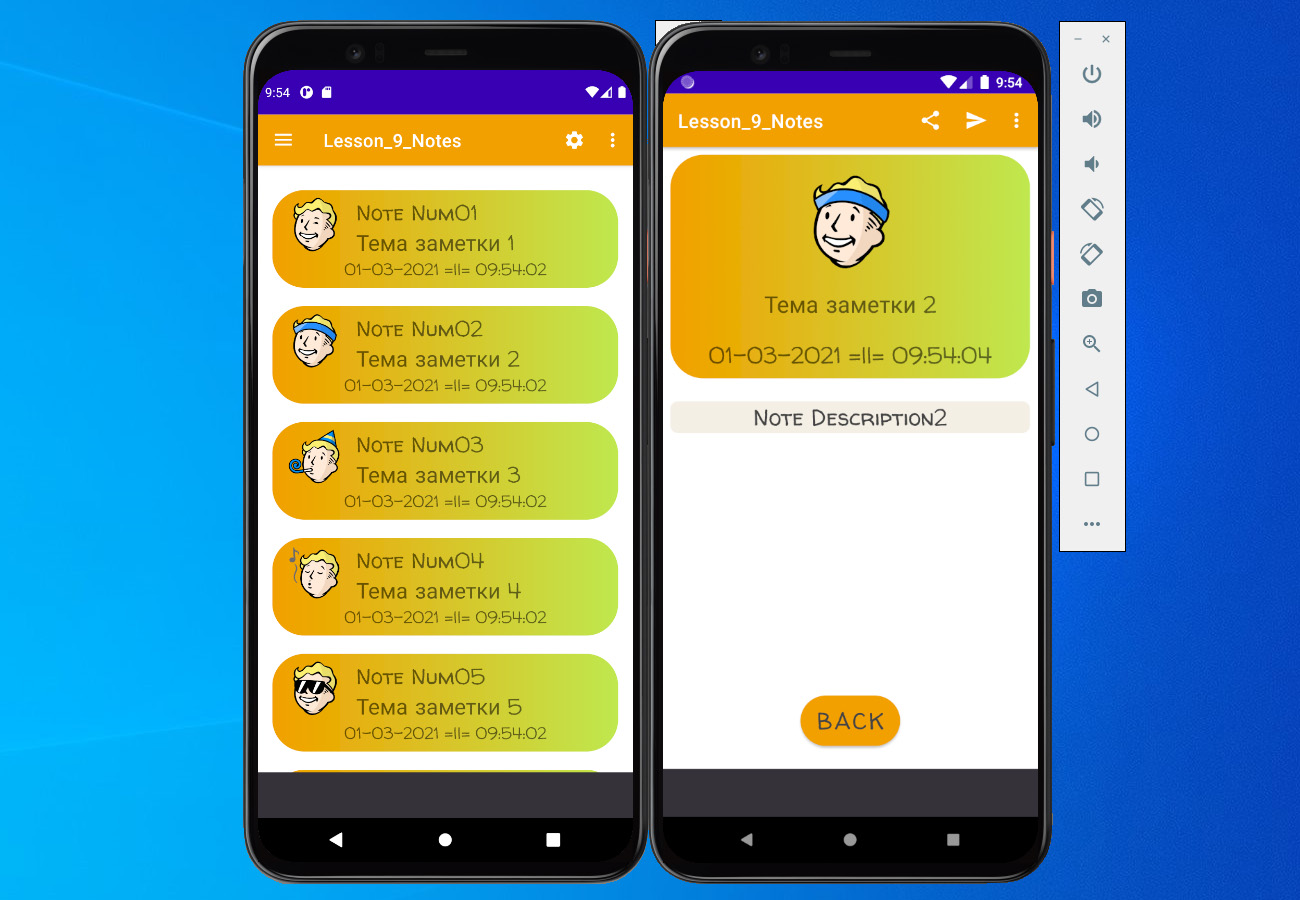 9:54
Lesson_9_Notes
Note Num01
Тема заметки 1
01-03-2021 =||= 09:54:02
Note Num02
Тема заметки 2
01-03-2021 =||= 09:54:02
Note Num03
Тема заметки 3
01-03-2021 =||= 09:54:02
Note Num04
Тема заметки 4
01-03-2021 =||= 09:54:02
Note Num05
Тема заметки 5
01-03-2021 =||= 09:54:02
9:54
Lesson_9_Notes
Тема заметки 2
01-03-2021 =||= 09:54:04
Note Description2
BACK